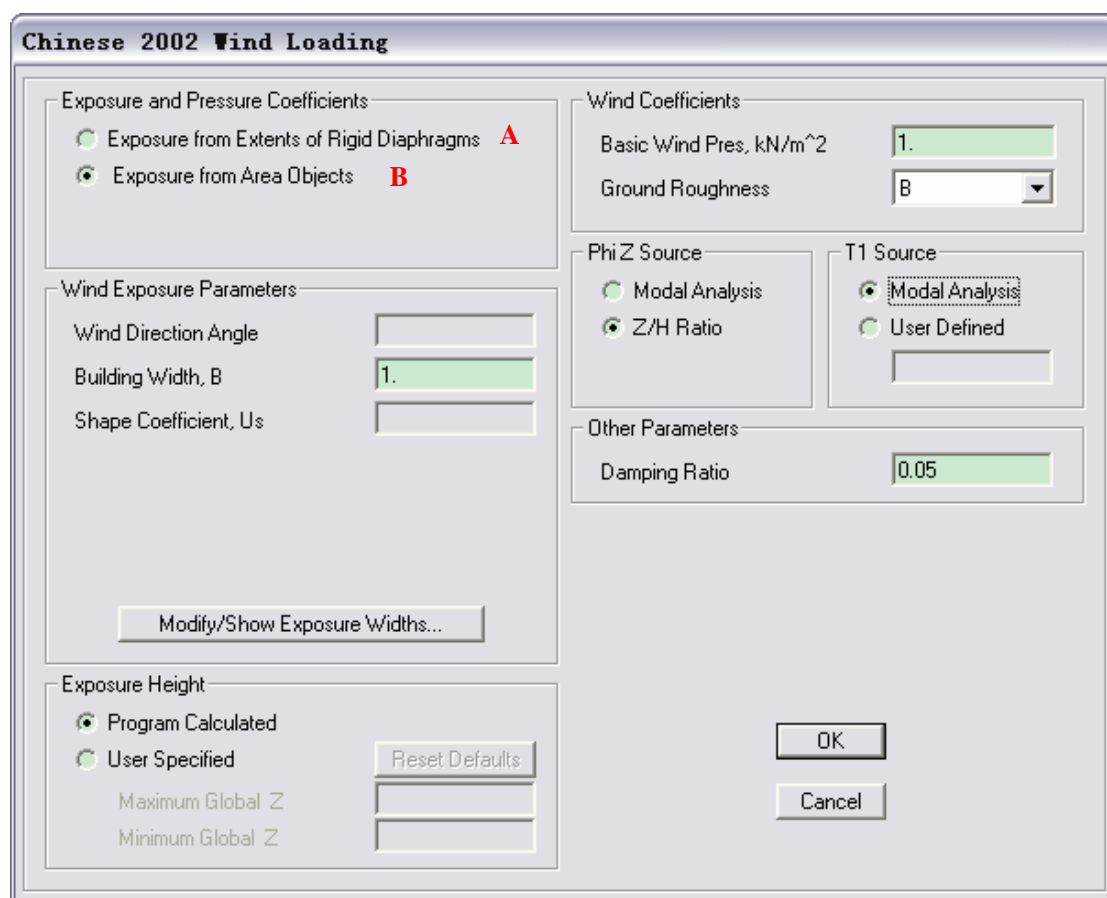 Chinese 2002 Wind Loading
Exposure and Pressure Coefficients
Exposure from Extents of Rigid Diaphragms A
Exposure from Area Objects B
Wind Exposure Parameters
Wind Direction Angle
Building Width, B 1.
Shape Coefficient, Us
Modify/Show Exposure Widths...
Exposure Height
Program Calculated
User Specified Reset Defaults
Maximum Global Z
Minimum Global Z
Wind Coefficients
Basic Wind Pres, kN/m^2 1.
Ground Roughness B
Phi Z Source
Modal Analysis
Z/H Ratio
T1 Source
Modal Analysis
User Defined
Other Parameters
Damping Ratio 0.05
OK
Cancel